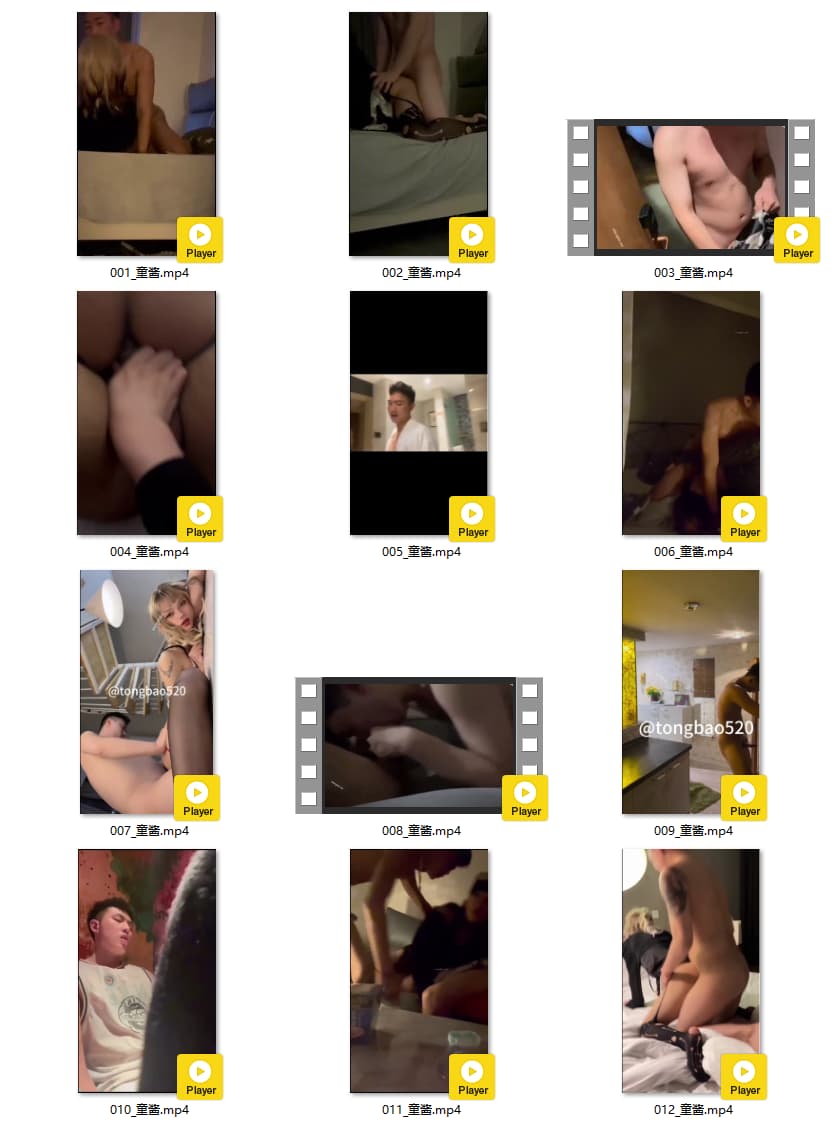 Player
Player
Player
001_童酱.mp4
002_童酱.mp4
003_童酱.mp4
Player
Player
Player
004_童酱.mp4
005_童酱.mp4
006_童酱.mp4
@tongbao520
@tongbao520
Player
Player
Player
007_童酱.mp4
008_童酱.mp4
009_童酱.mp4
Player
Player
Player
010_童酱.mp4
011_童酱.mp4
012_童酱.mp4